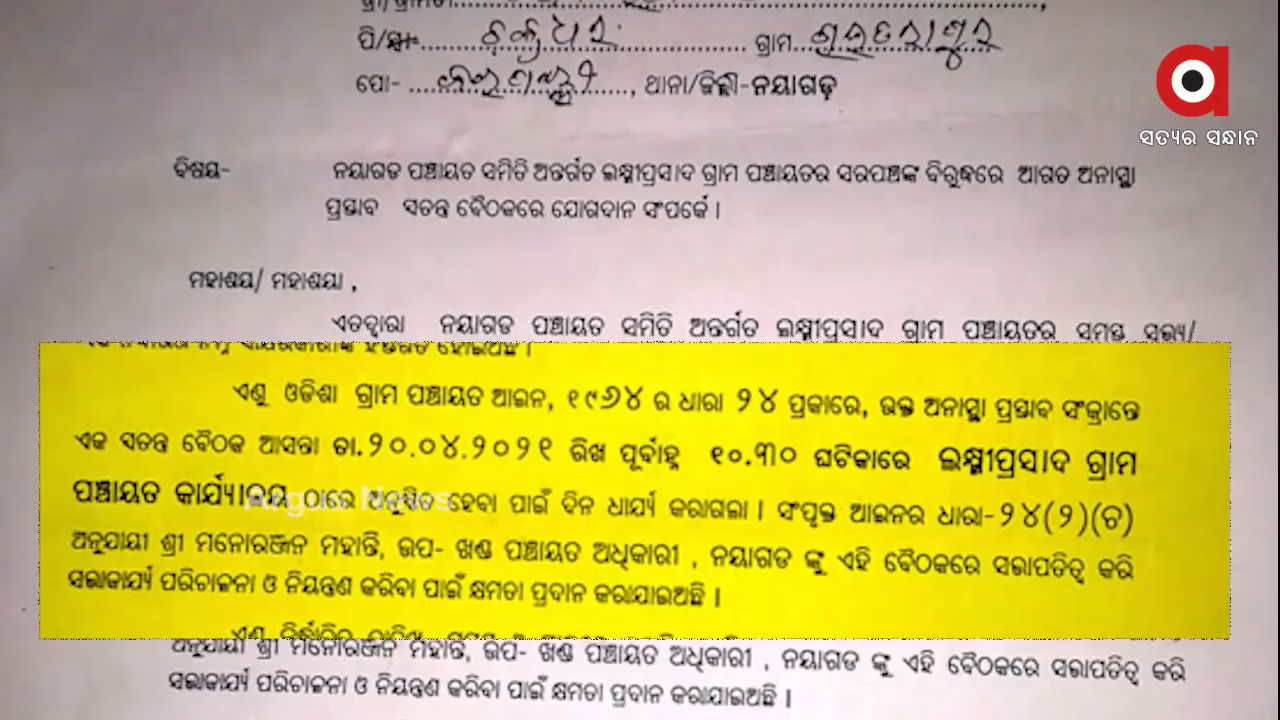 ପି/ସ୍ବା- ଚକ୍ରଧର ଗ୍ରାମ
ପୋ- , ଥାନା/ଜିଲ୍ଲା-ନୟାଗଡ଼
ସତ୍ୟର ସନ୍ଧାନ
ବିଷୟ- ନୟାଗଡ ପଞ୍ଚାୟତ ସମିତି ଅନ୍ତର୍ଗତ ଲକ୍ଷ୍ମୀପ୍ରସାଦ ଗ୍ରାମ ପଞ୍ଚାୟତର ସରପଞ୍ଚଙ୍କ ବିରୁଦ୍ଧରେ ଆଗତ ଅନାସ୍ଥା
ପ୍ରସ୍ତାବ ସତନ୍ତ୍ର ବୈଠକରେ ଯୋଗଦାନ ସଂପର୍କେ ।
ମହାଶୟ/ ମହାଶୟା ,
ଏତଦ୍ୱାରା ନୟାଗଡ ପଞ୍ଚାୟତ ସମିତି ଅନ୍ତର୍ଗତ ଲକ୍ଷ୍ମୀପ୍ରସାଦ ଗ୍ରାମ ପଞ୍ଚାୟତର ସମସ୍ତ ସଭ୍ୟ/
ଏଣୁ ଓଡିଶା ଗ୍ରାମ ପଞ୍ଚାୟତ ଆଇନ, ୧୯୬୪ ର ଧାରା ୨୪ ପ୍ରକାରେ, ଉକ୍ତ ଅନାସ୍ଥା ପ୍ରସ୍ତାବ ସଂକ୍ରାନ୍ତେ
ଏକ ସତନ୍ତ୍ର ବୈଠକ ଆସନ୍ତା ତା.୨୦.୦୪.୨୦୨୧ ରିଖ ପୂର୍ବାହ୍ନ ୧୦.୩୦ ଘଟିକାରେ ଲକ୍ଷ୍ମୀପ୍ରସାଦ ଗ୍ରାମ
ପଞ୍ଚାୟତ କାର୍ଯ୍ୟାଳୟ ଠାରେ ଅନୁଷ୍ଠିତ ହେବା ପାଇଁ ଦିନ ଧାର୍ଯ୍ୟ କରାଗଲା । ସଂପୃକ୍ତ ଆଇନର ଧାରା-୨୪(୨)(ଚ)
ଅନୁଯାୟୀ ଶ୍ରୀ ମନୋରଞ୍ଜନ ମହାନ୍ତି, ଉପ- ଖଣ୍ଡ ପଞ୍ଚାୟତ ଅଧିକାରୀ , ନୟାଗଡ ଙ୍କୁ ଏହି ବୈଠକରେ ସଭାପତିତ୍ୱ କରି
ସଭାକାର୍ଯ୍ୟ ପରିଚାଳନା ଓ ନିୟନ୍ତ୍ରଣ କରିବା ପାଇଁ କ୍ଷମତା ପ୍ରଦାନ କରାଯାଇଅଛି ।
ଅନୁଯାୟୀ ଶ୍ରୀ ମନୋରଞ୍ଜନ ମହାନ୍ତି, ଉପ- ଖଣ୍ଡ ପଞ୍ଚାୟତ ଅଧିକାରୀ , ନୟାଗଡ ଙ୍କୁ ଏହି ବୈଠକରେ ସଭାପତିତ୍ୱ କରି
ସଭାକାର୍ଯ୍ୟ ପରିଚାଳନା ଓ ନିୟନ୍ତ୍ରଣ କରିବା ପାଇଁ କ୍ଷମତା ପ୍ରଦାନ କରାଯାଇଅଛି ।